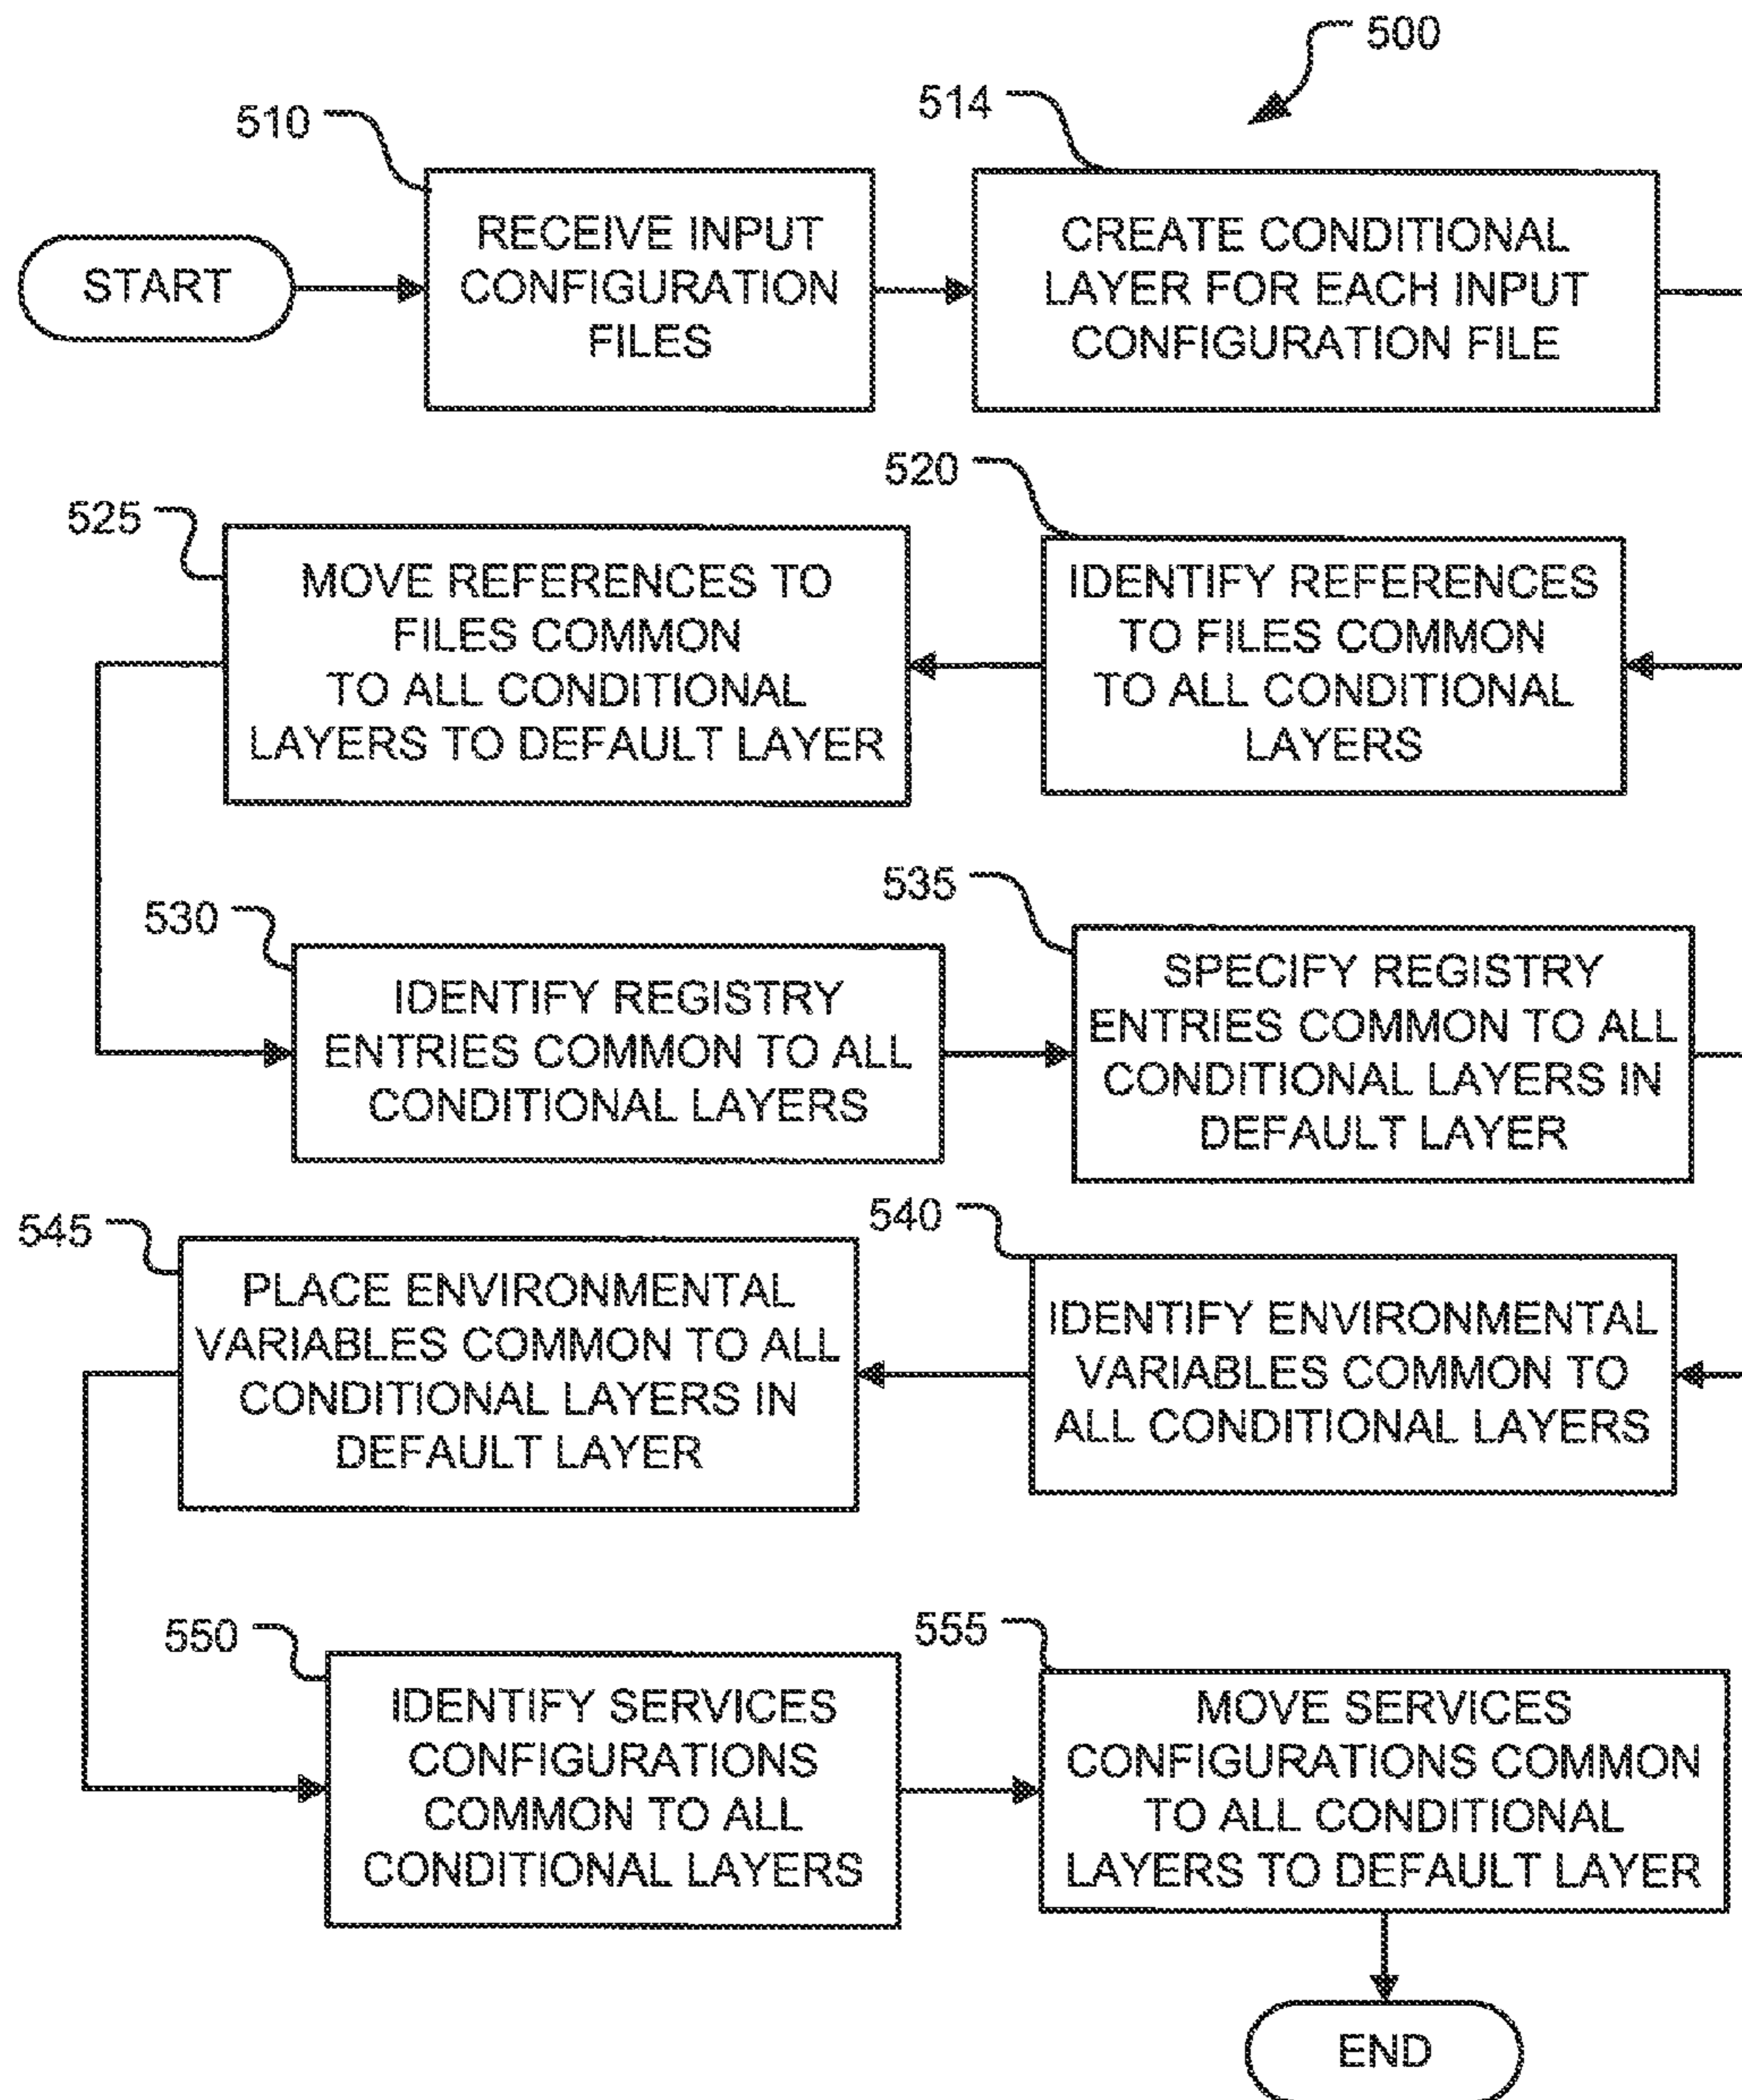 500
510
514
START
RECEIVE INPUT
CONFIGURATION
FILES
CREATE CONDITIONAL
LAYER FOR EACH INPUT
CONFIGURATION FILE
520
IDENTIFY REFERENCES
TO FILES COMMON
TO ALL CONDITIONAL
LAYERS
525
MOVE REFERENCES TO
FILES COMMON
TO ALL CONDITIONAL
LAYERS TO DEFAULT LAYER
530
IDENTIFY REGISTRY
ENTRIES COMMON TO ALL
CONDITIONAL LAYERS
535
SPECIFY REGISTRY
ENTRIES COMMON TO ALL
CONDITIONAL LAYERS IN
DEFAULT LAYER
540
IDENTIFY ENVIRONMENTAL
VARIABLES COMMON TO
ALL CONDITIONAL LAYERS
545
PLACE ENVIRONMENTAL
VARIABLES COMMON TO ALL
CONDITIONAL LAYERS IN
DEFAULT LAYER
550
IDENTIFY SERVICES
CONFIGURATIONS
COMMON TO ALL
CONDITIONAL LAYERS
555
MOVE SERVICES
CONFIGURATIONS COMMON
TO ALL CONDITIONAL
LAYERS TO DEFAULT LAYER
END